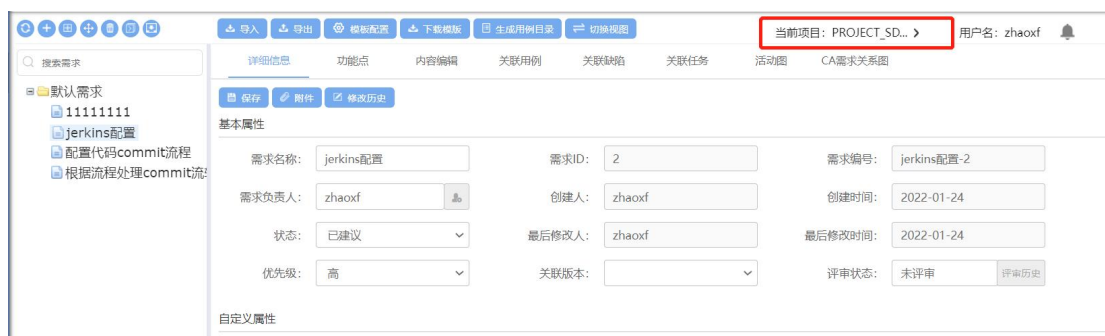 导入 导出 模板配置 下载模版 生成用例目录 切换视图 当前项目: PROJECT_SD... 用户名: zhaoxf
搜索需求
详细信息 功能点 内容编辑 关联用例 关联缺陷 关联任务 活动图 CA需求关系图
默认需求
11111111
jerkins配置
配置代码commit流程
根据流程处理commit流
保存 附件 修改历史
基本属性
需求名称: jerkins配置 需求ID: 2 需求编号: jerkins配置-2
需求负责人: zhaoxf 创建人: zhaoxf 创建时间: 2022-01-24
状态: 已建议 最后修改人: zhaoxf 最后修改时间: 2022-01-24
优先级: 高 关联版本: 评审状态: 未评审 评审历史
自定义属性